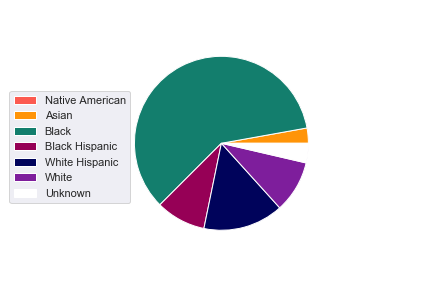 Native American
Asian
Black
Black Hispanic
White Hispanic
White
Unknown